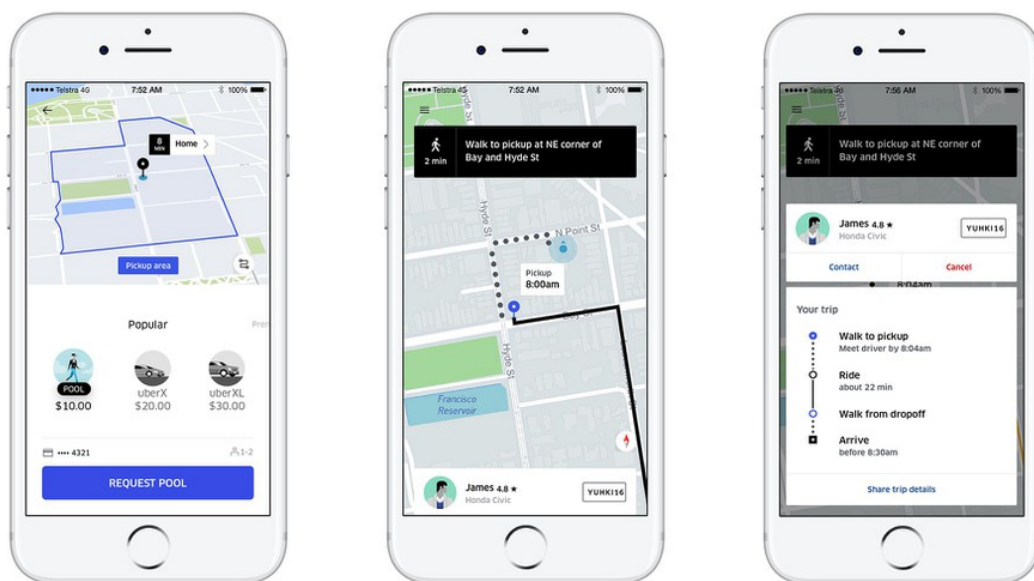 Telstra 4G 7:52 AM 100%
8 MIN Home
Pickup area
Popular
POOL
uberX
uberXL
$10.00
$20.00
$30.00
•••• 4321
1-2
REQUEST POOL
Telstra 4G 7:52 AM 100%
Hyde St
2 min
Walk to pickup at NE corner of
Bay and Hyde St
Hyde St
N Point St
Pickup
8:00am
Bay St
Hyde St
Francisco
Reservoir
James 4.8 ★
Honda Civic
YUHKI16
Telstra 7:56 AM 100%
2 min
Walk to pickup at NE corner of
Bay and Hyde St
James 4.8 ★
Honda Civic
YUHKI16
Contact
Cancel
8:04am
Your trip
Walk to pickup
Meet driver by 8:04am
Ride
about 22 min
Walk from dropoff
Arrive
before 8:30am
Share trip details